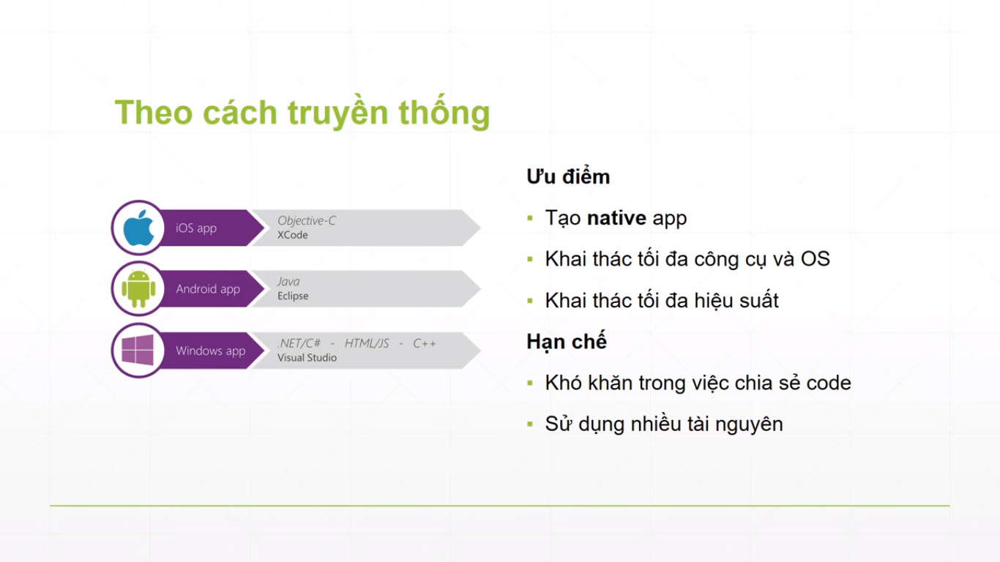 Theo cách truyền thống
iOS app
Objective-C
XCode
Android app
Java
Eclipse
Windows app
.NET/C# - HTML/JS - C++
Visual Studio
Ưu điểm
▪ Tạo native app
▪ Khai thác tối đa công cụ và OS
▪ Khai thác tối đa hiệu suất
Hạn chế
▪ Khó khăn trong việc chia sẻ code
▪ Sử dụng nhiều tài nguyên